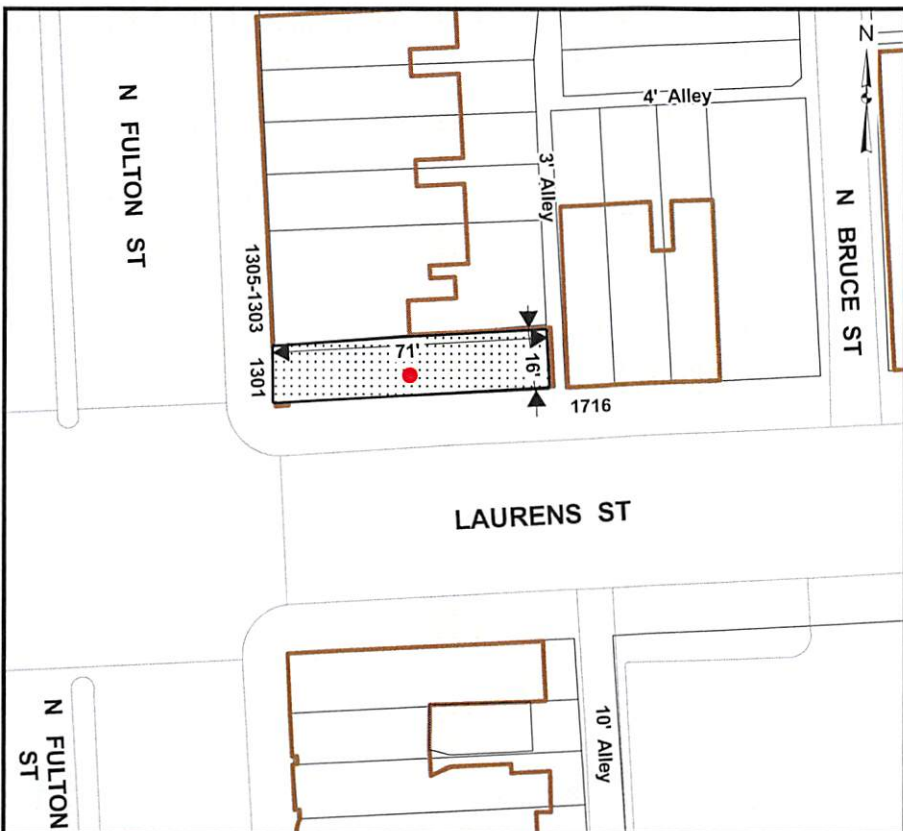 N
4' Alley
N FULTON ST
3' Alley
N BRUCE ST
1305-1303
71'
16'
1301
1716
LAURENS ST
N FULTON
ST
10' Alley